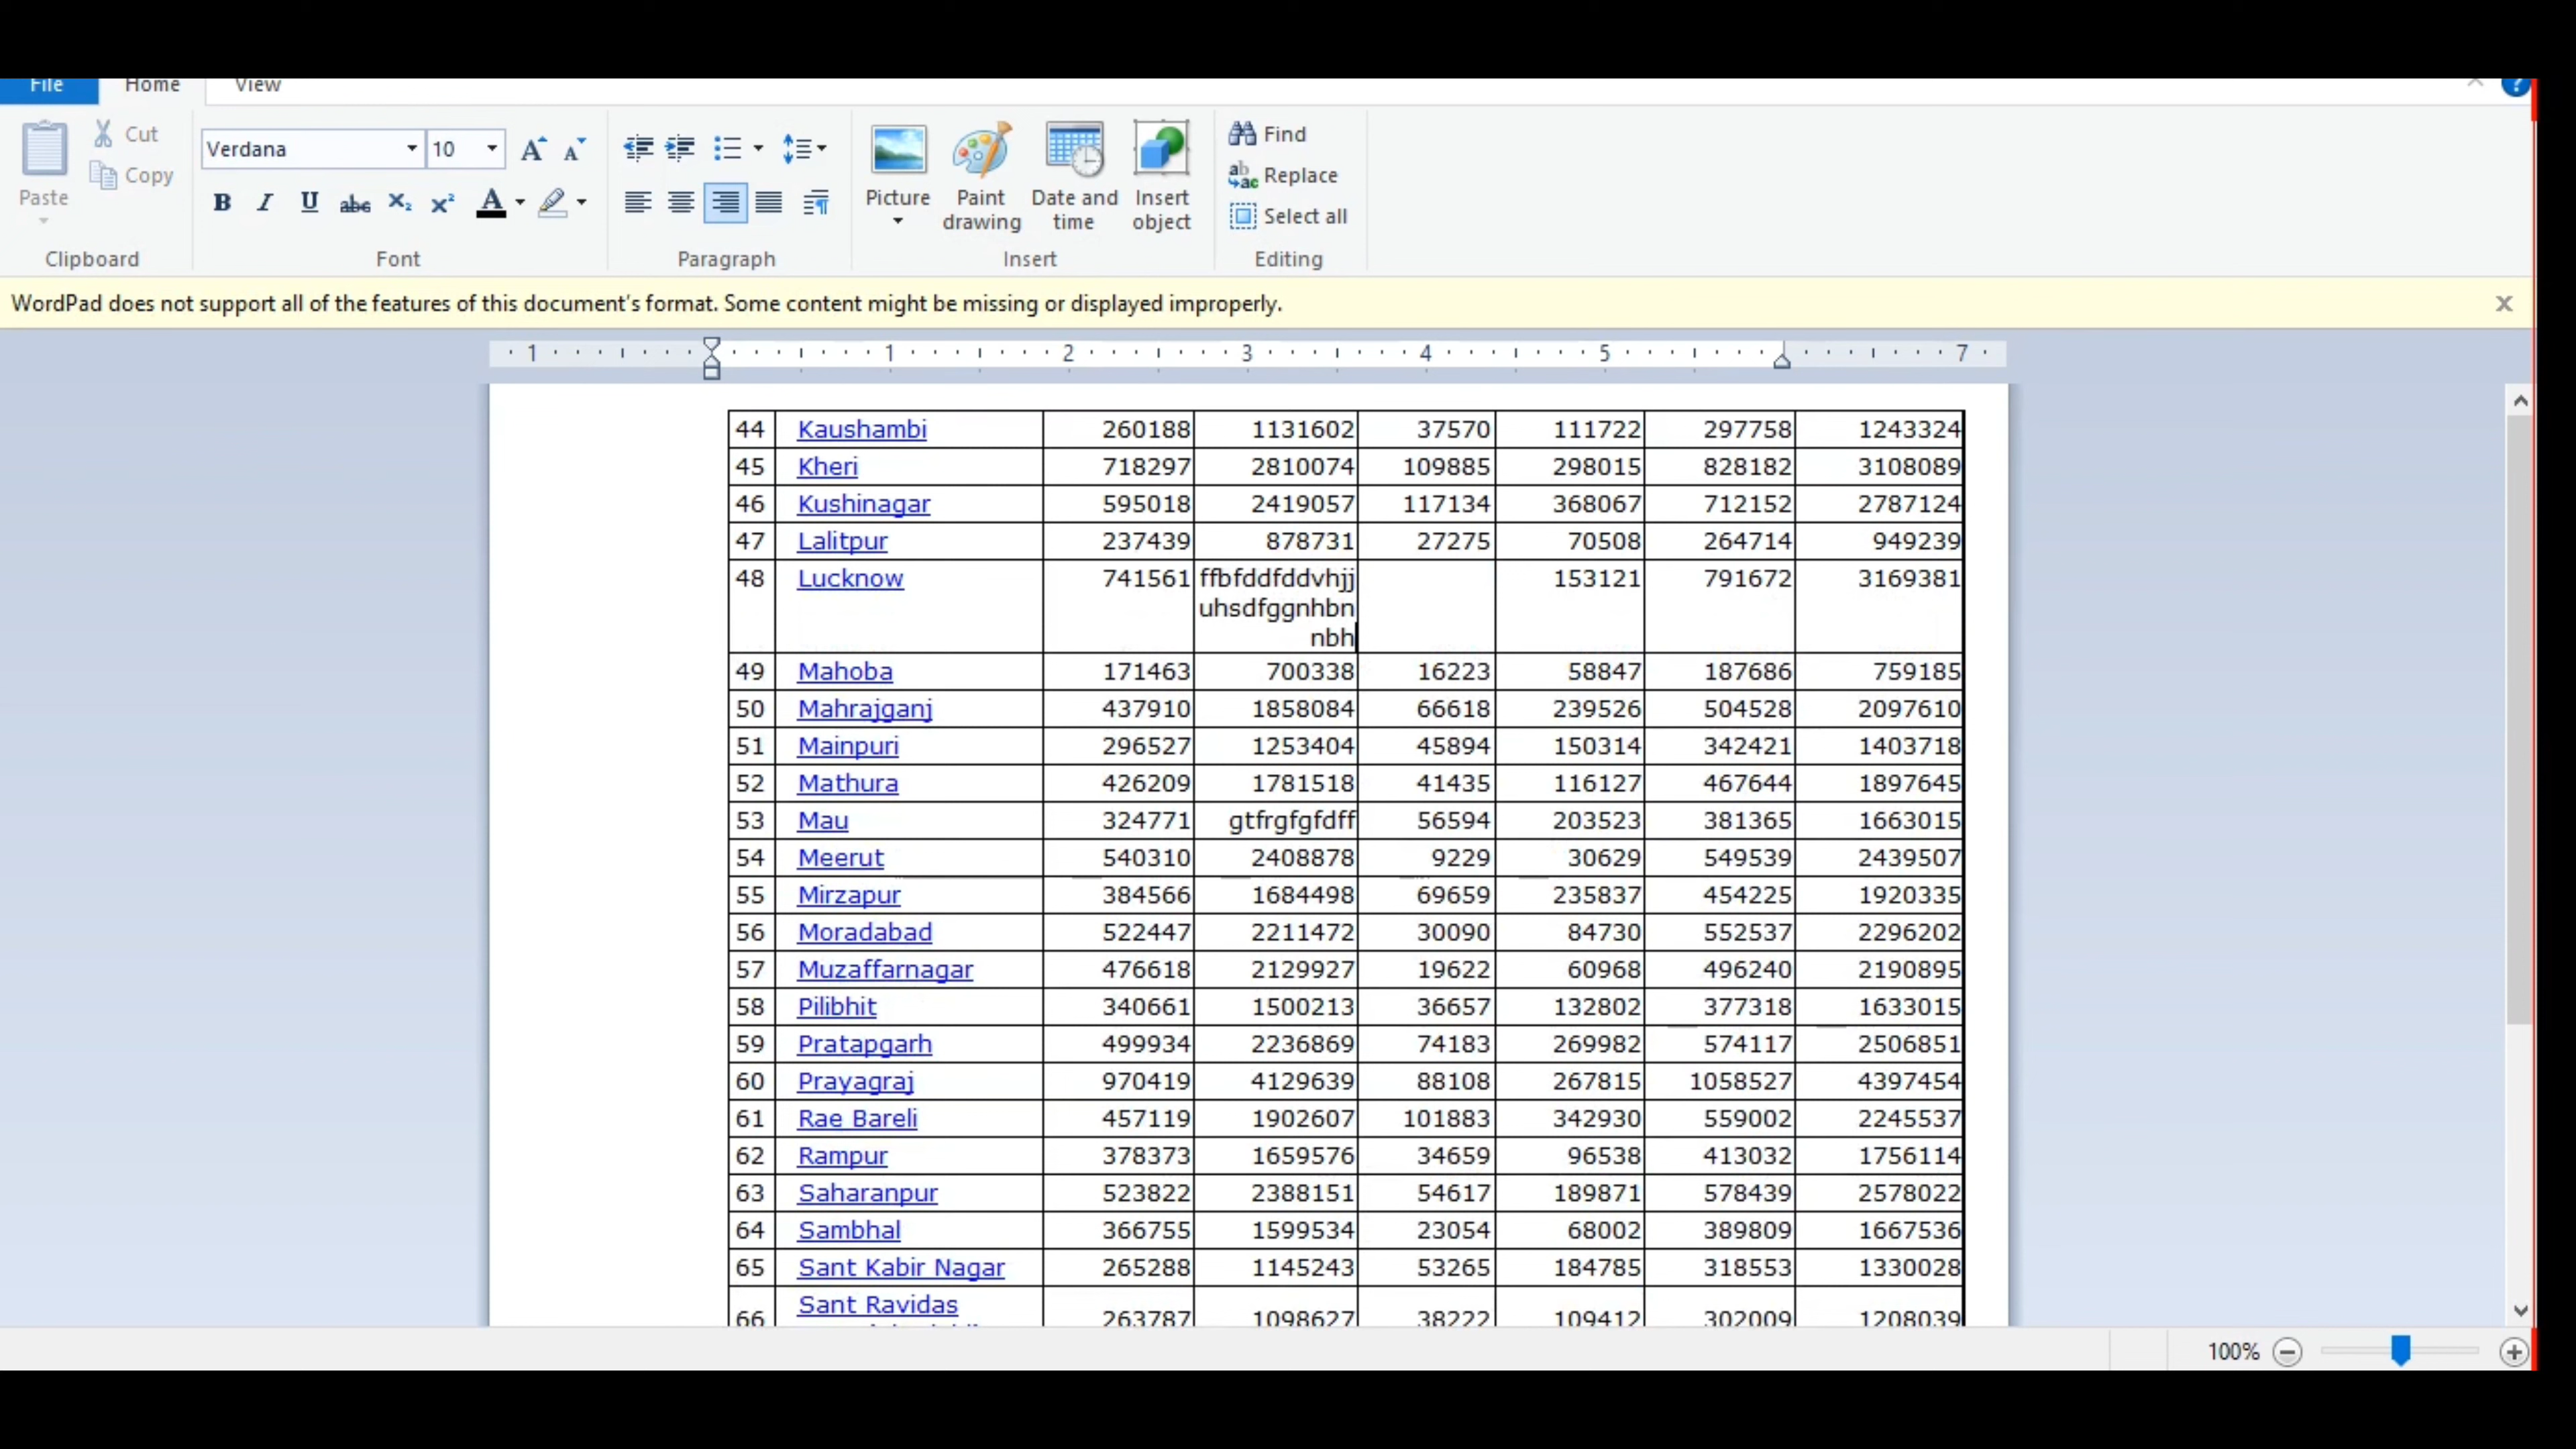 File Home View
Cut
Copy
Paste
Clipboard
Verdana 10
B I U abc X₂ X² A
Font
Paragraph
Picture
Paint drawing
Date and time
Insert object
Insert
Find
Replace
Select all
Editing
WordPad does not support all of the features of this document's format. Some content might be missing or displayed improperly.
1 1 2 3 4 5 7
44 Kaushambi 260188 1131602 37570 111722 297758 1243324
45 Kheri 718297 2810074 109885 298015 828182 3108089
46 Kushinagar 595018 2419057 117134 368067 712152 2787124
47 Lalitpur 237439 878731 27275 70508 264714 949239
48 Lucknow 741561 ffbfddfddvhjj 153121 791672 3169381
uhsdfggnhbn
nbh
49 Mahoba 171463 700338 16223 58847 187686 759185
50 Mahrajganj 437910 1858084 66618 239526 504528 2097610
51 Mainpuri 296527 1253404 45894 150314 342421 1403718
52 Mathura 426209 1781518 41435 116127 467644 1897645
53 Mau 324771 gtfrgfgfdff 56594 203523 381365 1663015
54 Meerut 540310 2408878 9229 30629 549539 2439507
55 Mirzapur 384566 1684498 69659 235837 454225 1920335
56 Moradabad 522447 2211472 30090 84730 552537 2296202
57 Muzaffarnagar 476618 2129927 19622 60968 496240 2190895
58 Pilibhit 340661 1500213 36657 132802 377318 1633015
59 Pratapgarh 499934 2236869 74183 269982 574117 2506851
60 Prayagraj 970419 4129639 88108 267815 1058527 4397454
61 Rae Bareli 457119 1902607 101883 342930 559002 2245537
62 Rampur 378373 1659576 34659 96538 413032 1756114
63 Saharanpur 523822 2388151 54617 189871 578439 2578022
64 Sambhal 366755 1599534 23054 68002 389809 1667536
65 Sant Kabir Nagar 265288 1145243 53265 184785 318553 1330028
66 Sant Ravidas 263787 1098627 38222 109412 302009 1208039
100%